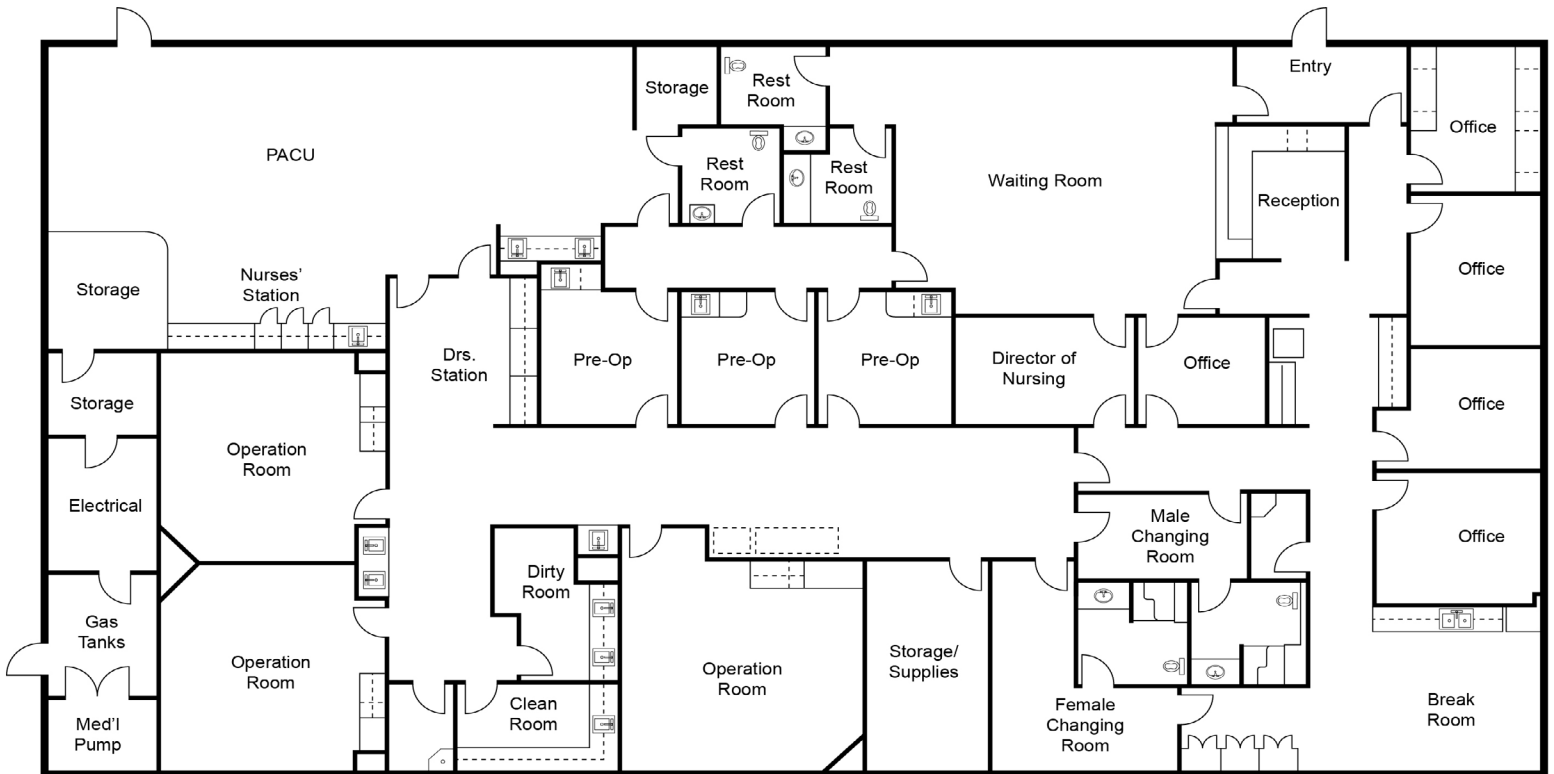 Entry
Storage
Rest
Room
Office
PACU
Rest
Room
Rest
Room
Waiting Room
Reception
Office
Storage
Nurses’
Station
Drs.
Station
Pre-Op
Pre-Op
Pre-Op
Director of
Nursing
Office
Storage
Office
Operation
Room
Electrical
Male
Changing
Room
Office
Dirty
Room
Gas
Tanks
Operation
Room
Operation
Room
Storage/
Supplies
Clean
Room
Female
Changing
Room
Break
Room
Med’l
Pump